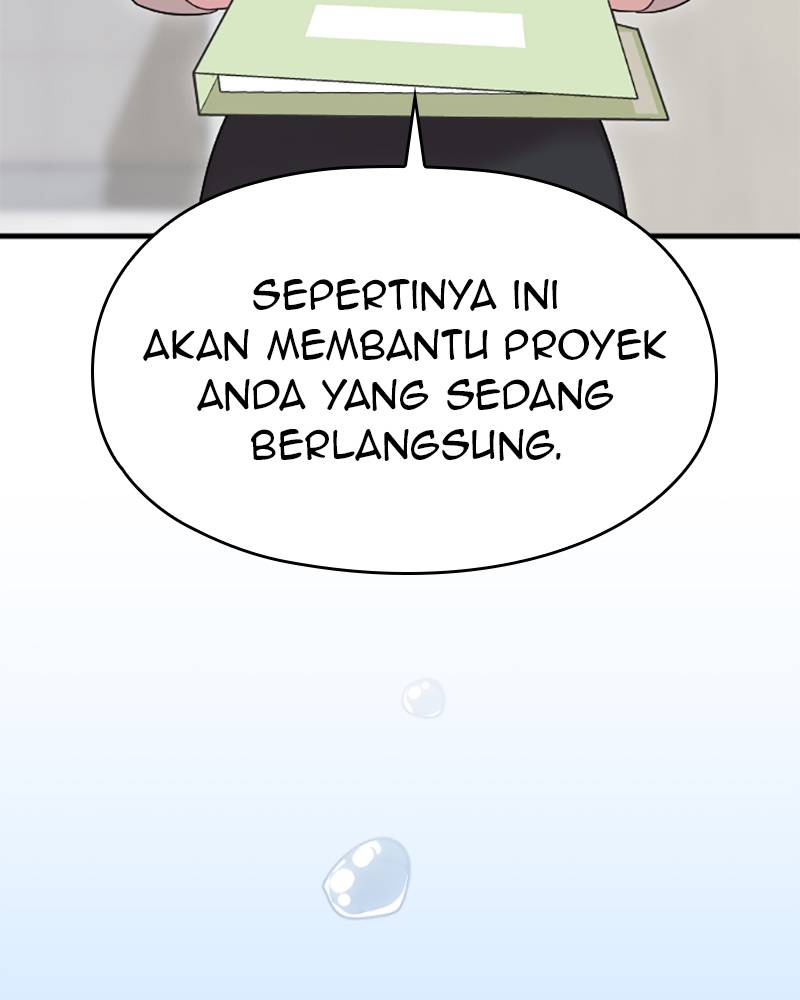 SEPERTINYA INI
AKAN MEMBANTU PROYEK
ANDA YANG SEDANG
BERLANGSUNG.